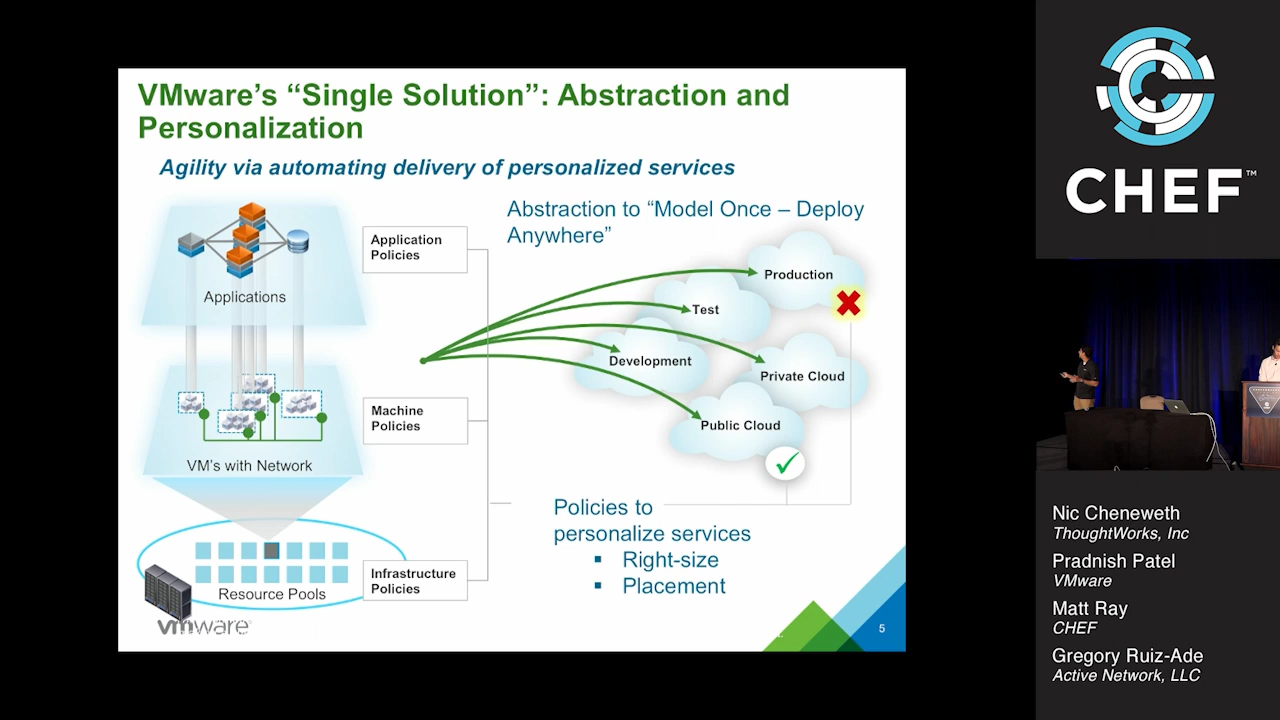 VMware's “Single Solution”: Abstraction and
Personalization
Agility via automating delivery of personalized services
Applications
VM's with Network
Resource Pools
vmware
Application
Policies
Machine
Policies
Infrastructure
Policies
Abstraction to “Model Once – Deploy
Anywhere”
Production
Test
Development
Private Cloud
Public Cloud
Policies to
personalize services
▪ Right-size
▪ Placement
5
CHEF™
Nic Cheneweth
ThoughtWorks, Inc
Pradnish Patel
VMware
Matt Ray
CHEF
Gregory Ruiz-Ade
Active Network, LLC